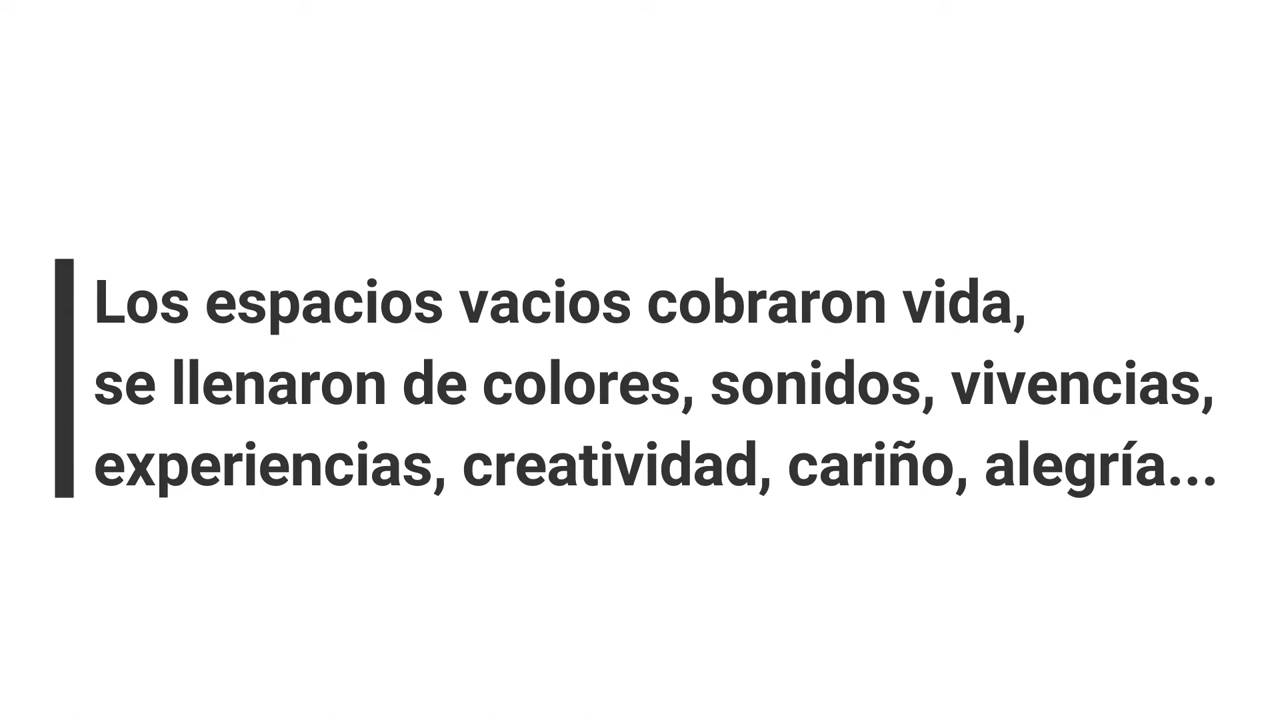 Los espacios vacios cobraron vida,
se llenaron de colores, sonidos, vivencias,
experiencias, creatividad, cariño, alegría...